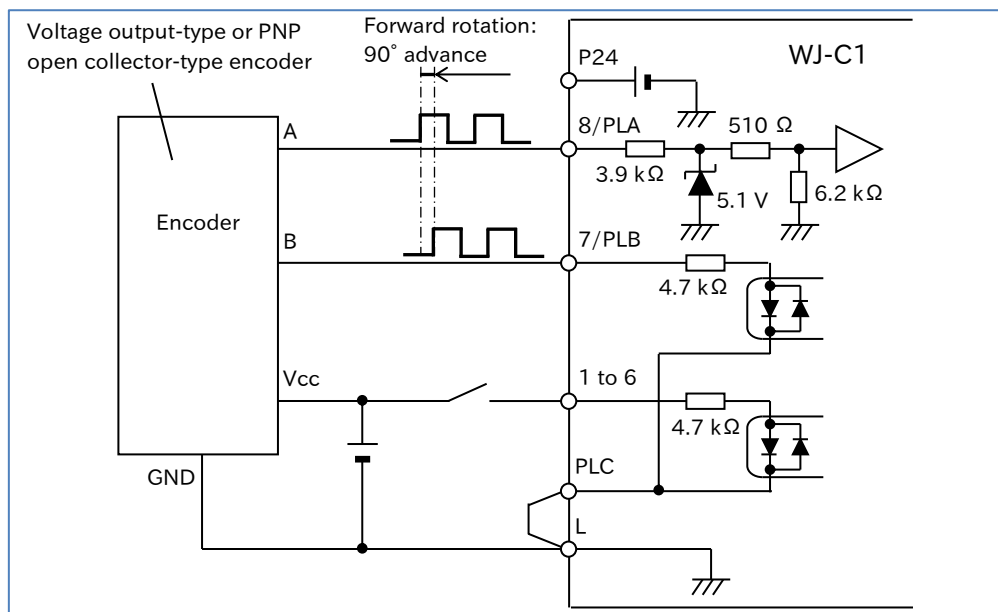 Voltage output-type or PNP
open collector-type encoder
Forward rotation:
90° advance
WJ-C1
P24
A
8/PLA
510 Ω
3.9 kΩ
5.1 V
6.2 kΩ
Encoder
B
7/PLB
4.7 kΩ
Vcc
1 to 6
4.7 kΩ
PLC
GND
L